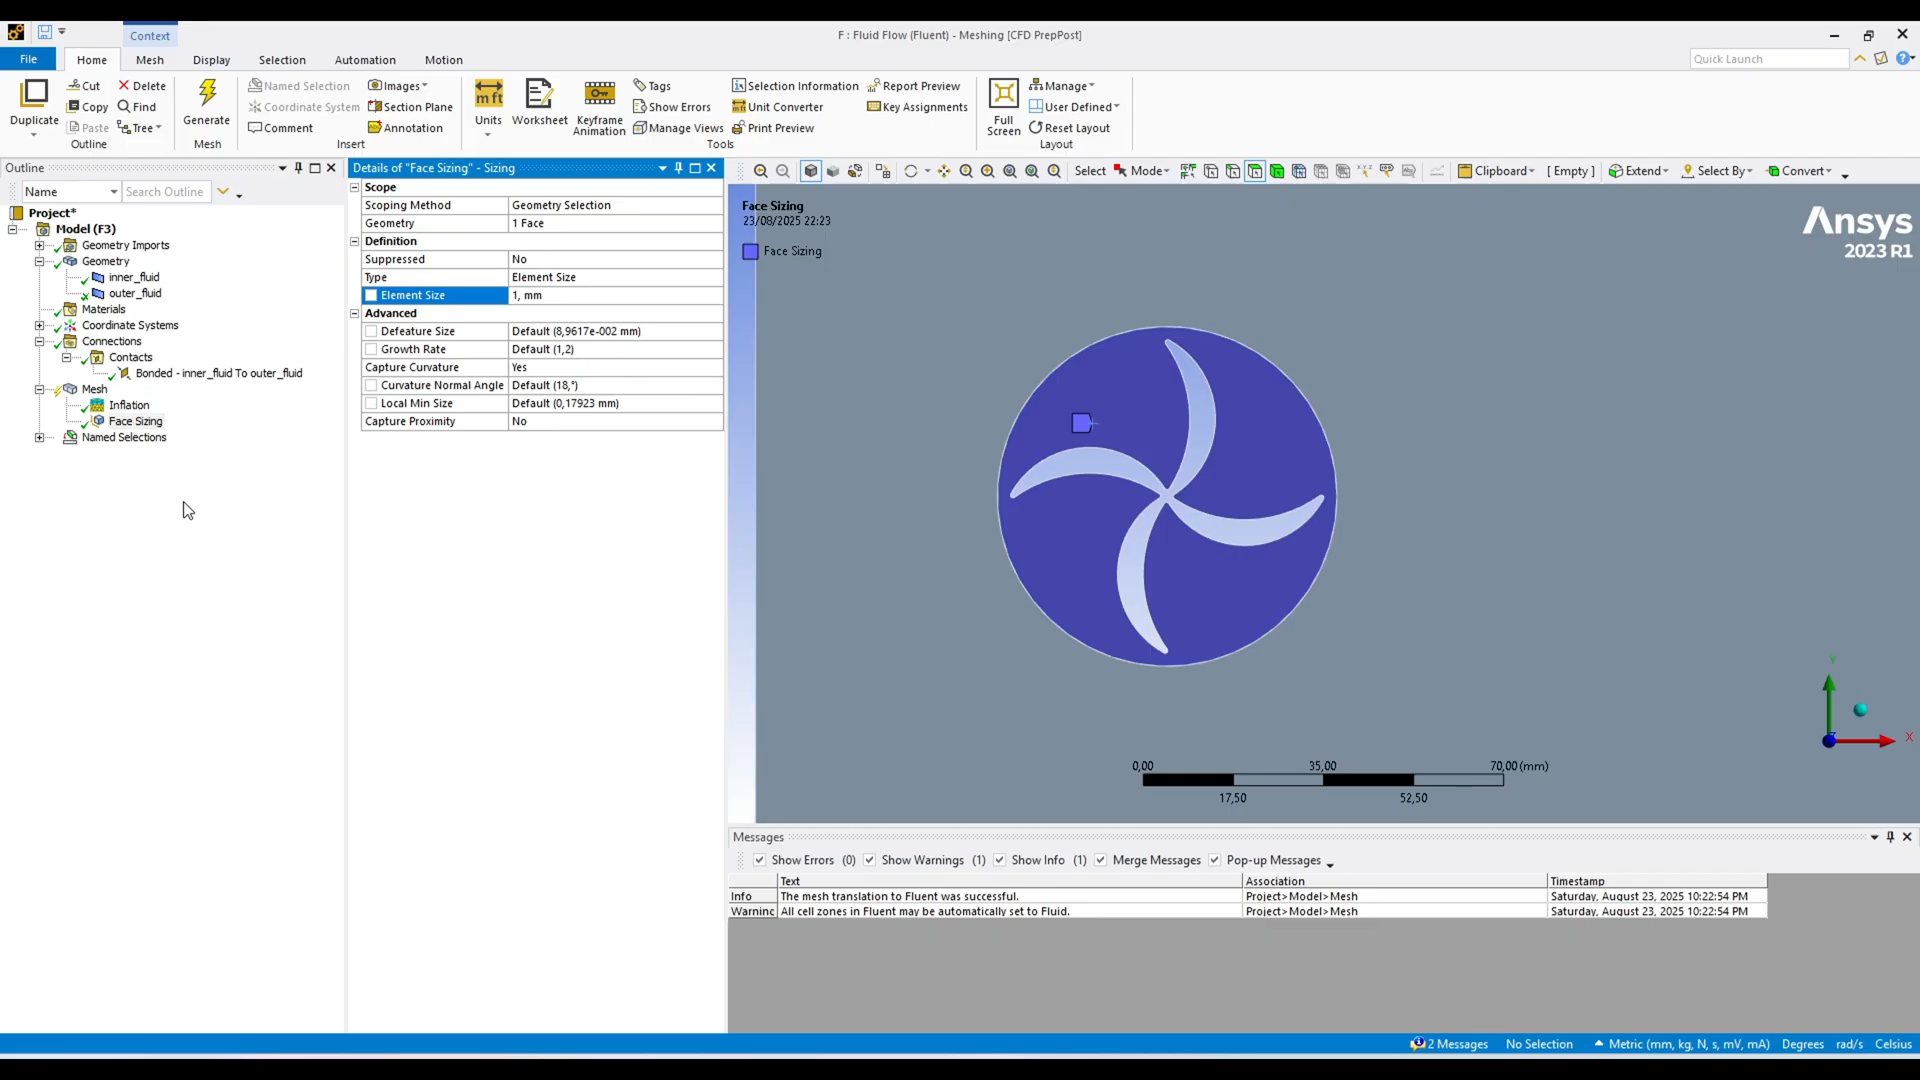 Context
F : Fluid Flow (Fluent) - Meshing [CFD PrepPost]
File Home Mesh Display Selection Automation Motion
Quick Launch
Duplicate
Cut Delete
Copy Find
Paste Tree
Outline
Generate
Mesh
Named Selection Images
Coordinate System Section Plane
Comment Annotation
Insert
Units Worksheet Keyframe Animation
Tags
Show Errors
Manage Views
Selection Information Report Preview
Unit Converter Key Assignments
Print Preview
Tools
Full Screen
Manage
User Defined
Reset Layout
Layout
Outline
Name Search Outline
Project*
Model (F3)
Geometry Imports
Geometry
inner_fluid
outer_fluid
Materials
Coordinate Systems
Connections
Contacts
Bonded - inner_fluid To outer_fluid
Mesh
Inflation
Face Sizing
Named Selections
Details of "Face Sizing" - Sizing
Scope
Scoping Method Geometry Selection
Geometry 1 Face
Definition
Suppressed No
Type Element Size
Element Size 1, mm
Advanced
Defeature Size Default (8,9617e-002 mm)
Growth Rate Default (1,2)
Capture Curvature Yes
Curvature Normal Angle Default (18,°)
Local Min Size Default (0,17923 mm)
Capture Proximity No
Select Mode Clipboard [ Empty ] Extend Select By Convert
Face Sizing
23/08/2025 22:23
Face Sizing
Ansys
2023 R1
Y
X
0,00 35,00 70,00 (mm)
17,50 52,50
Messages
Show Errors (0) Show Warnings (1) Show Info (1) Merge Messages Pop-up Messages
Text Association Timestamp
Info The mesh translation to Fluent was successful. Project>Model>Mesh Saturday, August 23, 2025 10:22:54 PM
Warninc All cell zones in Fluent may be automatically set to Fluid. Project>Model>Mesh Saturday, August 23, 2025 10:22:54 PM
2 Messages No Selection Metric (mm, kg, N, s, mV, mA) Degrees rad/s Celsius